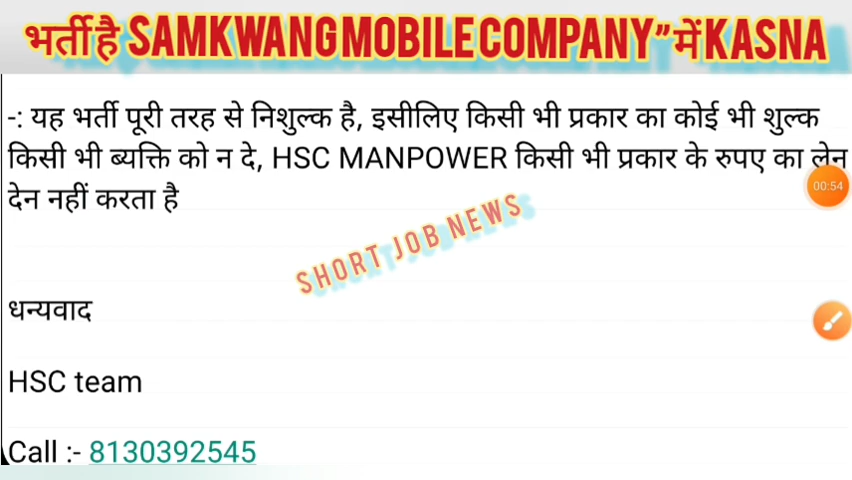 भर्ती है SAMKWANG MOBILE COMPANY” में KASNA
-: यह भर्ती पूरी तरह से निशुल्क है, इसीलिए किसी भी प्रकार का कोई भी शुल्क
किसी भी ब्यक्ति को न दे, HSC MANPOWER किसी भी प्रकार के रुपए का लेन
00:54
देन नहीं करता है
SHORT JOB NEWS
धन्यवाद
HSC team
Call :- 8130392545